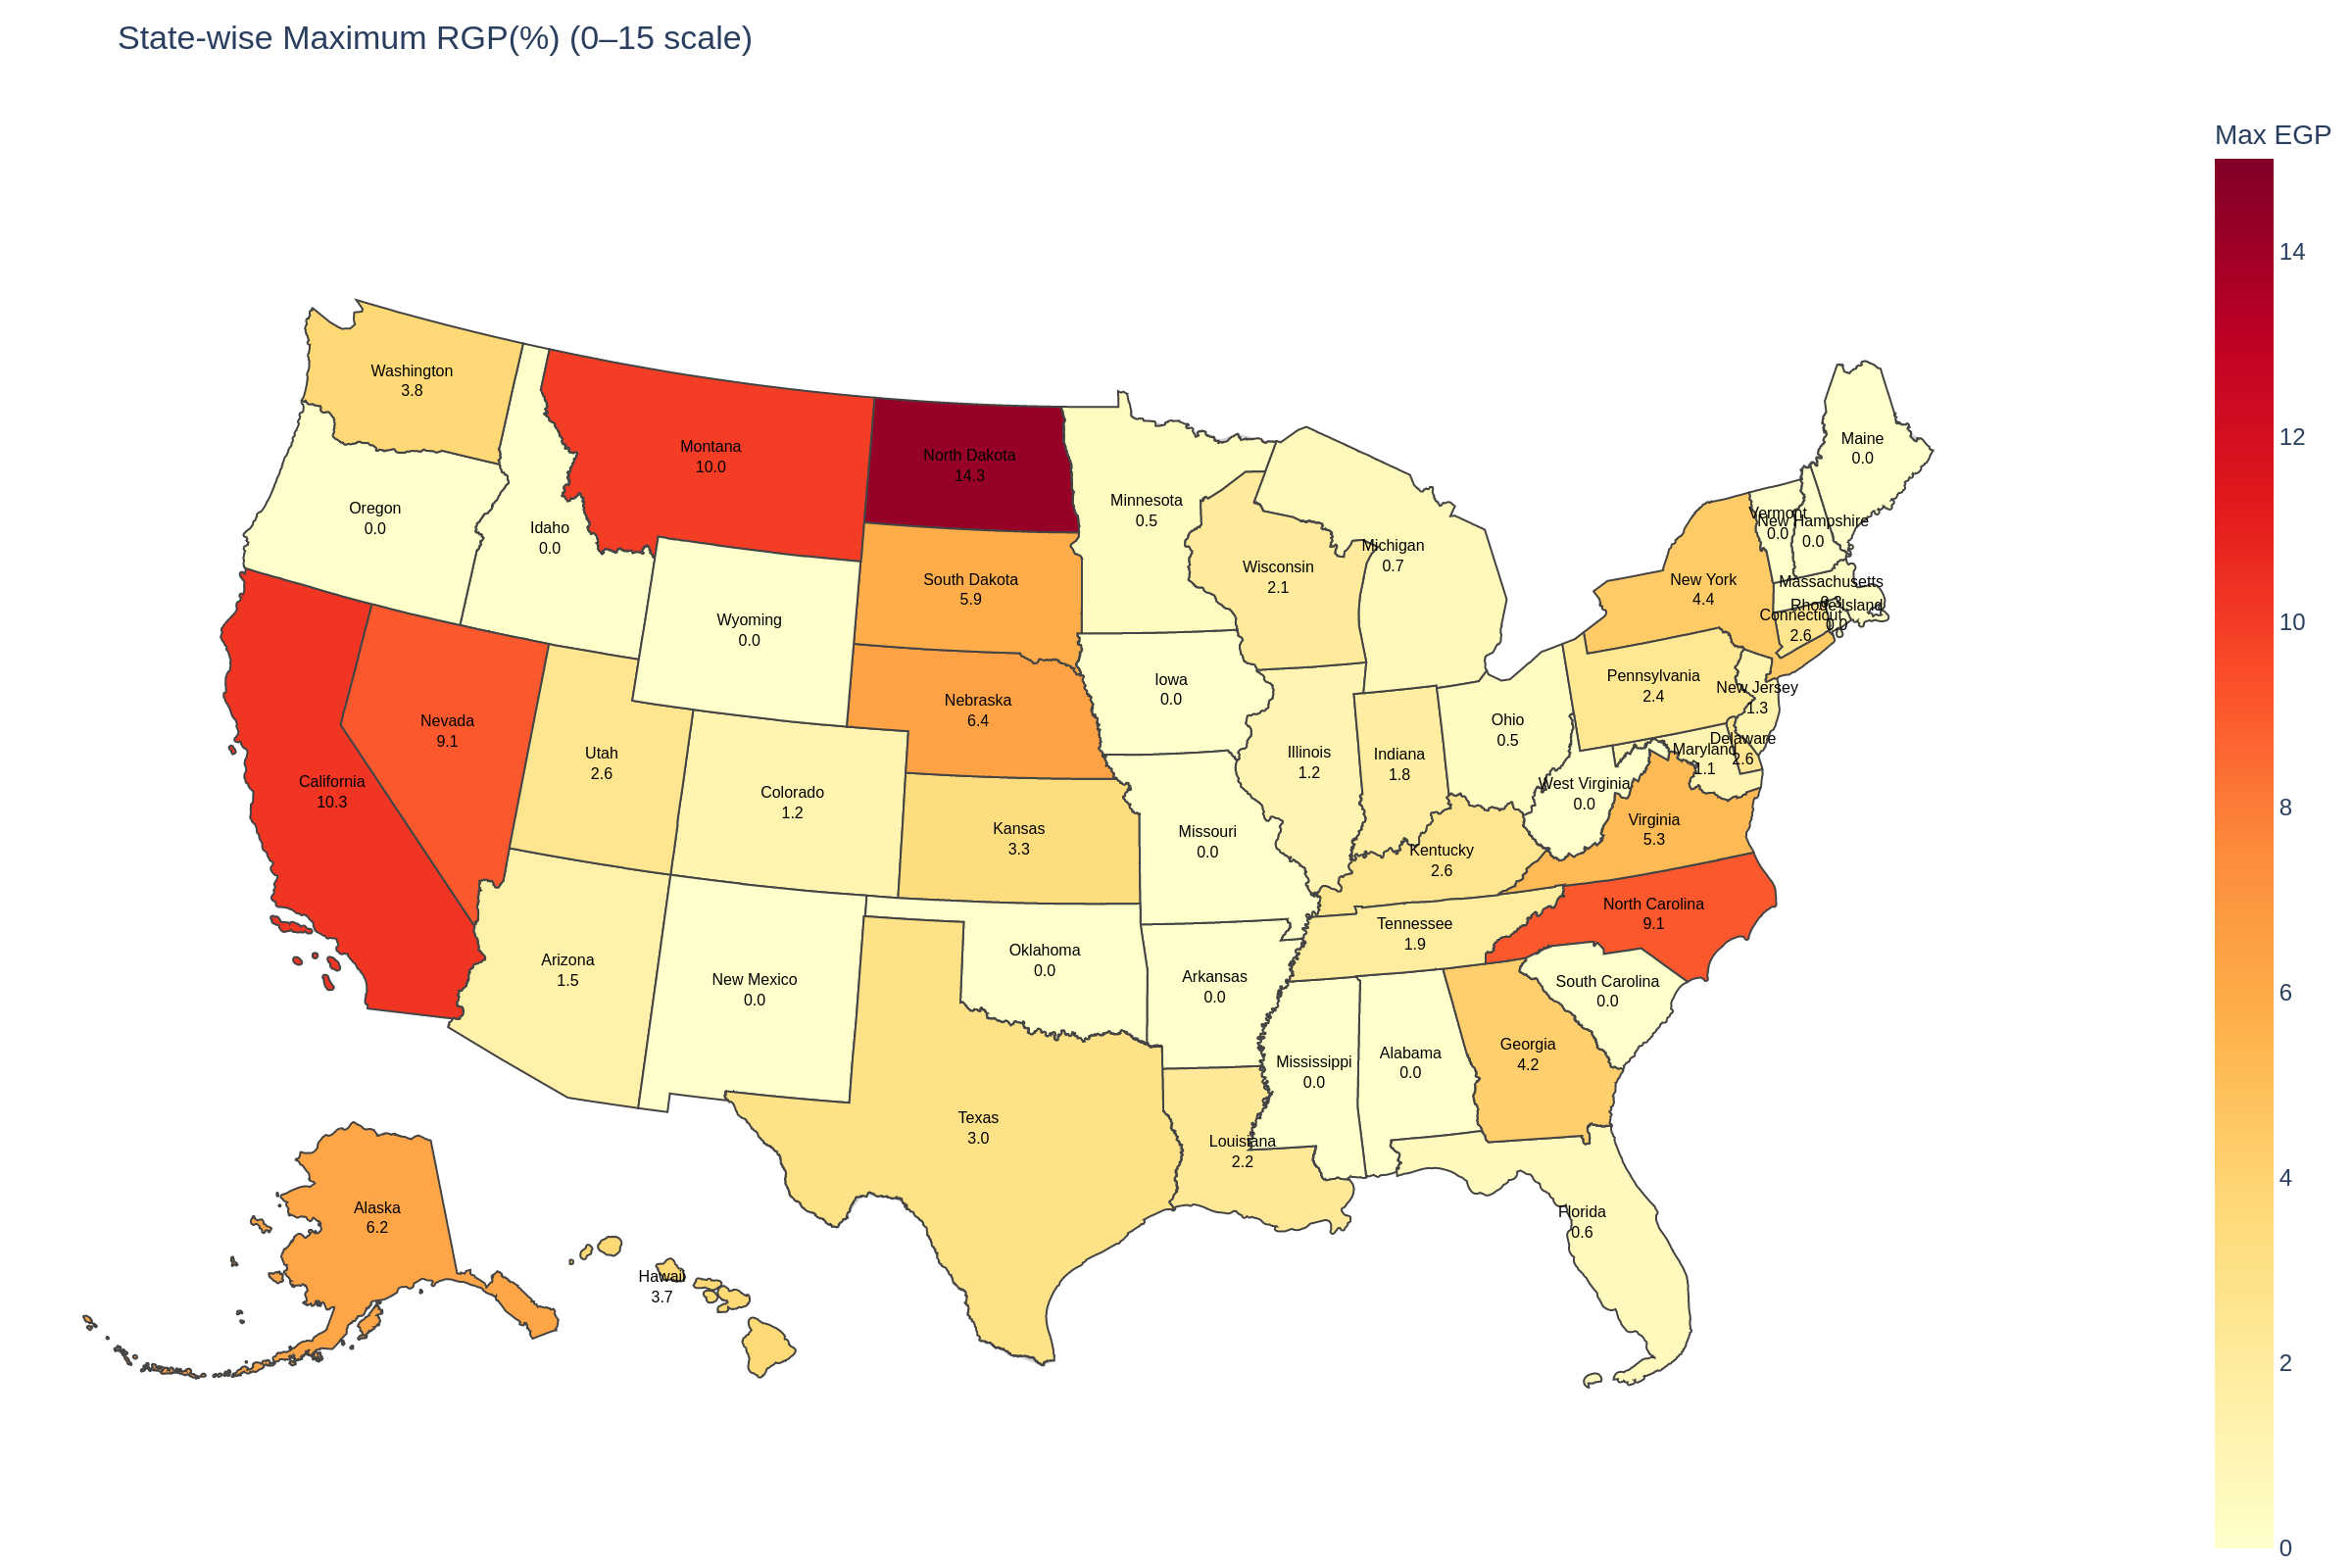 State-wise Maximum RGP(%) (0–15 scale)
Max EGP
14
12
10
8
6
4
2
0
Washington
3.8
Montana
10.0
North Dakota
14.3
Maine
0.0
Minnesota
0.5
Oregon
0.0
Idaho
0.0
Vermont
0.0
New Hampshire
0.0
Michigan
0.7
Wisconsin
2.1
South Dakota
5.9
New York
4.4
Massachusetts
Rhode Island
0.0
Connecticut
2.6
Wyoming
0.0
Iowa
0.0
Pennsylvania
2.4
New Jersey
1.3
Nebraska
6.4
Nevada
9.1
Ohio
0.5
Utah
2.6
Illinois
1.2
Indiana
1.8
Delaware
2.6
Maryland
1.1
California
10.3
Colorado
1.2
West Virginia
0.0
Kansas
3.3
Missouri
0.0
Virginia
5.3
Kentucky
2.6
North Carolina
9.1
Tennessee
1.9
Arizona
1.5
New Mexico
0.0
Oklahoma
0.0
Arkansas
0.0
South Carolina
0.0
Mississippi
0.0
Alabama
0.0
Georgia
4.2
Texas
3.0
Louisiana
2.2
Alaska
6.2
Florida
0.6
Hawaii
3.7